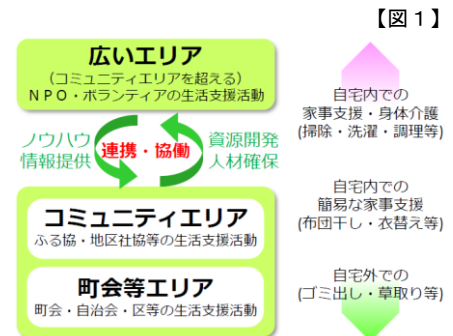 【図1】
広いエリア
(コミュニティエリアを超える)
NPO・ボランティアの生活支援活動
ノウハウ
情報提供
連携・協働
資源開発
人材確保
コミュニティエリア
ふる協・地区社協等の生活支援活動
町会等エリア
町会・自治会・区等の生活支援活動
自宅内での
家事支援・身体介護
(掃除・洗濯・調理等)
自宅内での
簡易な家事支援
(布団干し・衣替え等)
自宅外での
(ゴミ出し・草取り等)